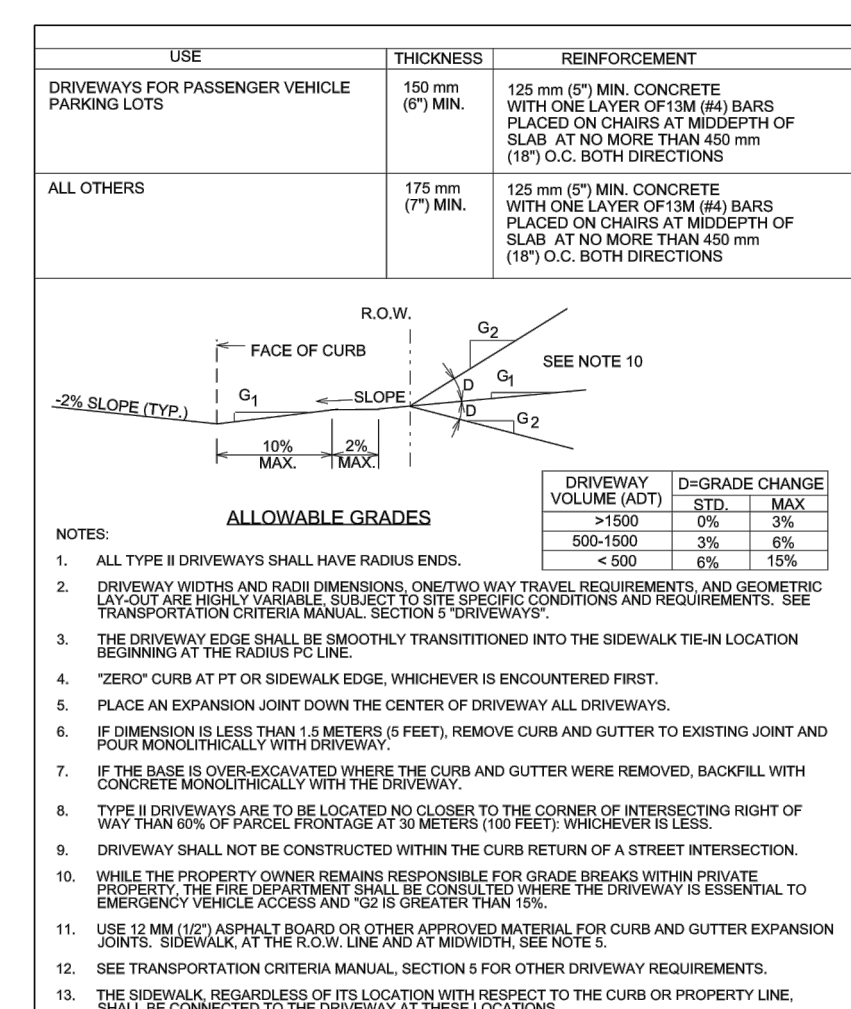 USE THICKNESS REINFORCEMENT
DRIVEWAYS FOR PASSENGER VEHICLE
PARKING LOTS
150 mm
(6") MIN.
125 mm (5") MIN. CONCRETE
WITH ONE LAYER OF13M (#4) BARS
PLACED ON CHAIRS AT MIDDEPTH OF
SLAB AT NO MORE THAN 450 mm
(18") O.C. BOTH DIRECTIONS
ALL OTHERS
175 mm
(7") MIN.
125 mm (5") MIN. CONCRETE
WITH ONE LAYER OF13M (#4) BARS
PLACED ON CHAIRS AT MIDDEPTH OF
SLAB AT NO MORE THAN 450 mm
(18") O.C. BOTH DIRECTIONS
R.O.W.
G2
FACE OF CURB
SEE NOTE 10
D
G1
-2% SLOPE (TYP.)
G1
SLOPE
D
G2
10%
MAX.
2%
MAX.
ALLOWABLE GRADES
DRIVEWAY
VOLUME (ADT)
D=GRADE CHANGE
STD. MAX
>1500 0% 3%
500-1500 3% 6%
< 500 6% 15%
NOTES:
1. ALL TYPE II DRIVEWAYS SHALL HAVE RADIUS ENDS.
2. DRIVEWAY WIDTHS AND RADII DIMENSIONS, ONE/TWO WAY TRAVEL REQUIREMENTS, AND GEOMETRIC
LAY-OUT ARE HIGHLY VARIABLE, SUBJECT TO SITE SPECIFIC CONDITIONS AND REQUIREMENTS. SEE
TRANSPORTATION CRITERIA MANUAL. SECTION 5 "DRIVEWAYS".
3. THE DRIVEWAY EDGE SHALL BE SMOOTHLY TRANSITITIONED INTO THE SIDEWALK TIE-IN LOCATION
BEGINNING AT THE RADIUS PC LINE.
4. "ZERO" CURB AT PT OR SIDEWALK EDGE, WHICHEVER IS ENCOUNTERED FIRST.
5. PLACE AN EXPANSION JOINT DOWN THE CENTER OF DRIVEWAY ALL DRIVEWAYS.
6. IF DIMENSION IS LESS THAN 1.5 METERS (5 FEET), REMOVE CURB AND GUTTER TO EXISTING JOINT AND
POUR MONOLITHICALLY WITH DRIVEWAY.
7. IF THE BASE IS OVER-EXCAVATED WHERE THE CURB AND GUTTER WERE REMOVED, BACKFILL WITH
CONCRETE MONOLITHICALLY WITH THE DRIVEWAY.
8. TYPE II DRIVEWAYS ARE TO BE LOCATED NO CLOSER TO THE CORNER OF INTERSECTING RIGHT OF
WAY THAN 60% OF PARCEL FRONTAGE AT 30 METERS (100 FEET): WHICHEVER IS LESS.
9. DRIVEWAY SHALL NOT BE CONSTRUCTED WITHIN THE CURB RETURN OF A STREET INTERSECTION.
10. WHILE THE PROPERTY OWNER REMAINS RESPONSIBLE FOR GRADE BREAKS WITHIN PRIVATE
PROPERTY, THE FIRE DEPARTMENT SHALL BE CONSULTED WHERE THE DRIVEWAY IS ESSENTIAL TO
EMERGENCY VEHICLE ACCESS AND "G2 IS GREATER THAN 15%.
11. USE 12 MM (1/2") ASPHALT BOARD OR OTHER APPROVED MATERIAL FOR CURB AND GUTTER EXPANSION
JOINTS. SIDEWALK, AT THE R.O.W. LINE AND AT MIDWIDTH, SEE NOTE 5.
12. SEE TRANSPORTATION CRITERIA MANUAL, SECTION 5 FOR OTHER DRIVEWAY REQUIREMENTS.
13. THE SIDEWALK, REGARDLESS OF ITS LOCATION WITH RESPECT TO THE CURB OR PROPERTY LINE,
SHALL BE CONNECTED TO THE DRIVEWAY AT THESE LOCATIONS